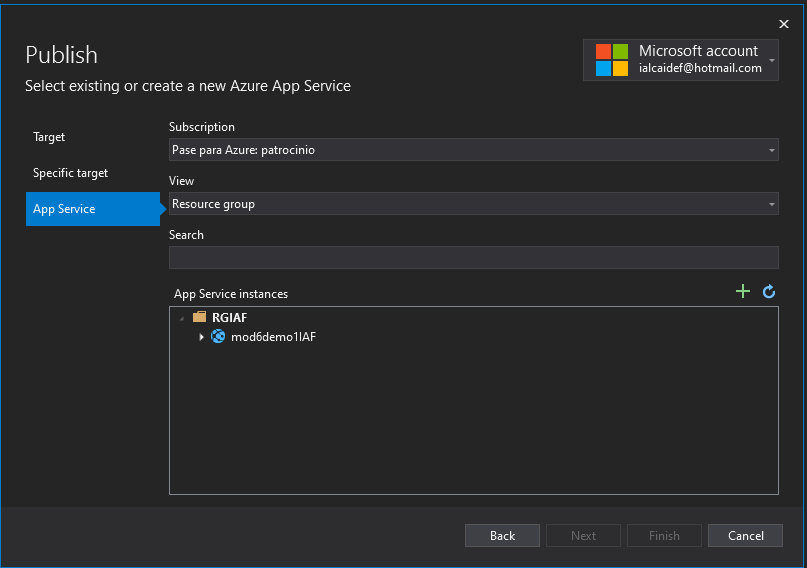 Publish
Select existing or create a new Azure App Service
Microsoft account
ialcaidef@hotmail.com
Target
Specific target
App Service
Subscription
Pase para Azure: patrocinio
View
Resource group
Search
App Service instances
RGIAF
mod6demo1IAF
Back
Next
Finish
Cancel